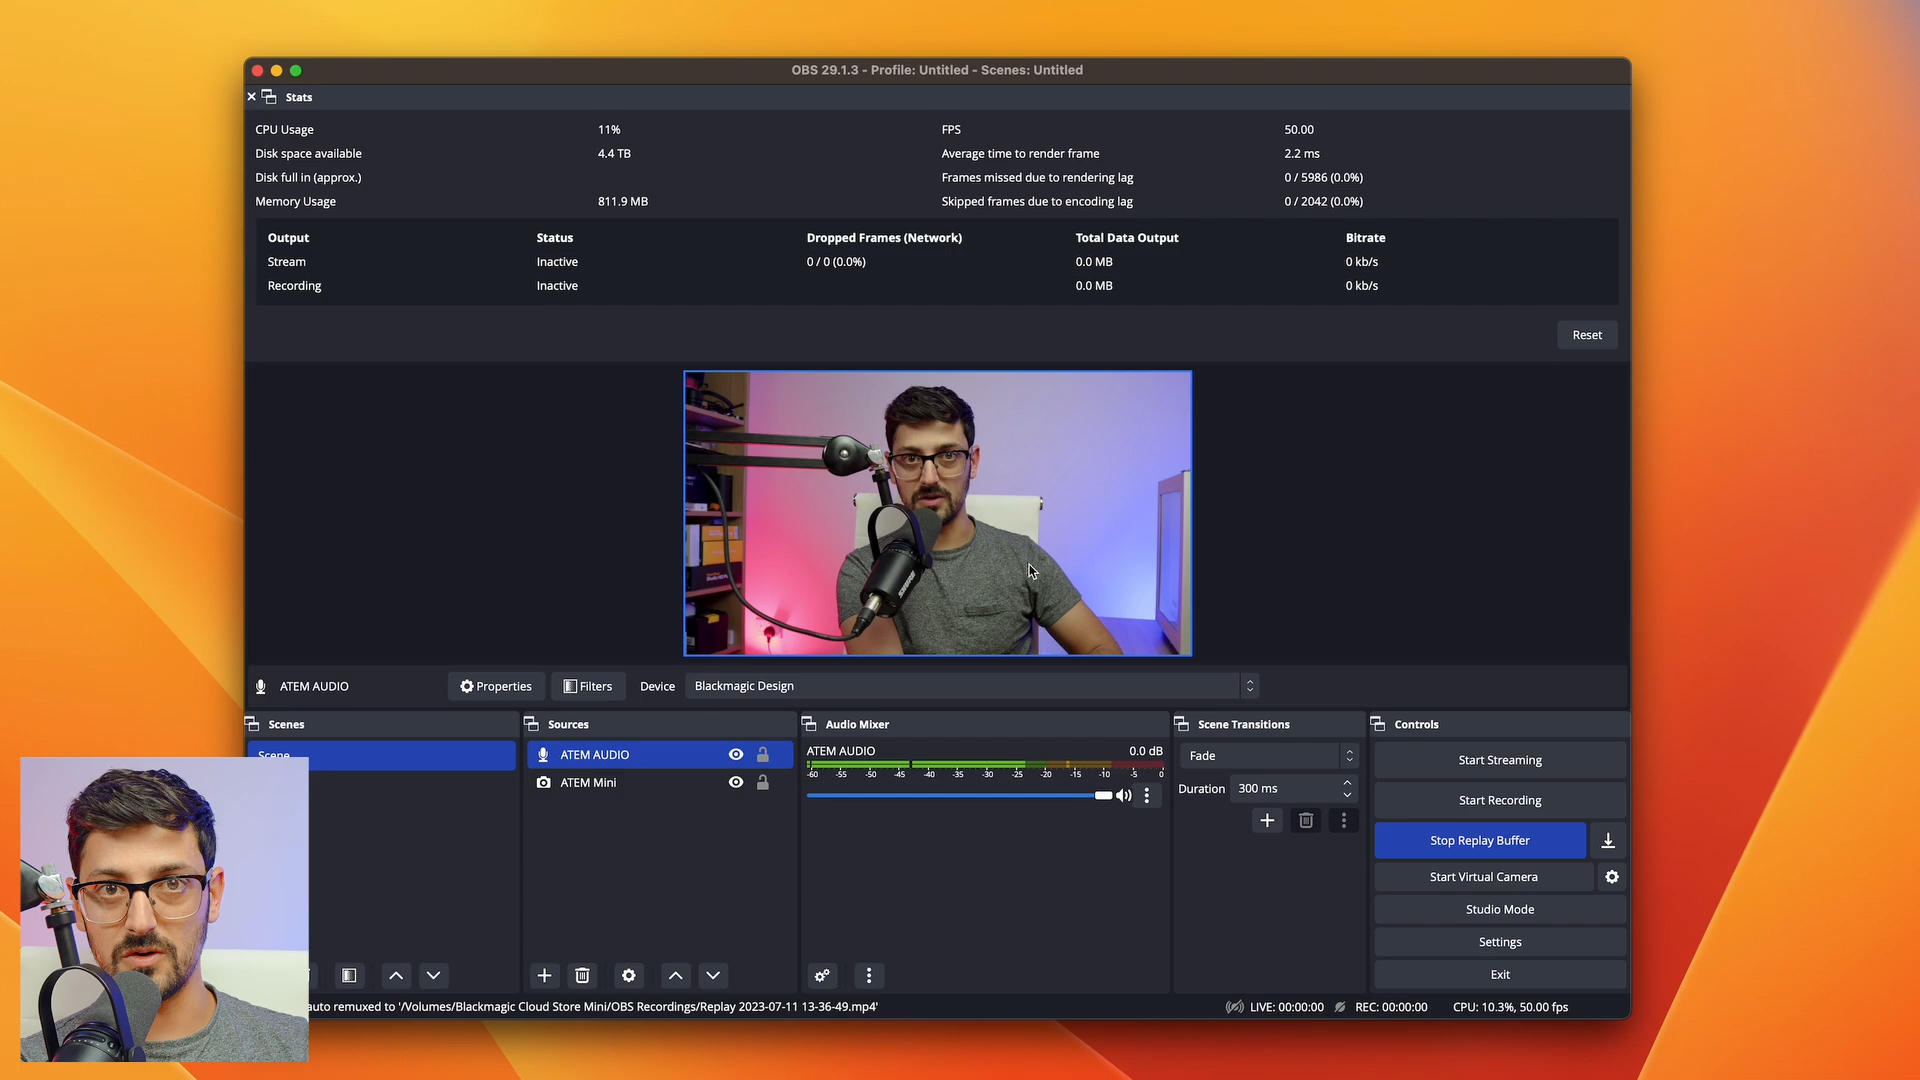 OBS 29.1.3 - Profile: Untitled - Scenes: Untitled
Stats
CPU Usage 11% FPS 50.00
Disk space available 4.4 TB Average time to render frame 2.2 ms
Disk full in (approx.) Frames missed due to rendering lag 0 / 5986 (0.0%)
Memory Usage 811.9 MB Skipped frames due to encoding lag 0 / 2042 (0.0%)
Output Status Dropped Frames (Network) Total Data Output Bitrate
Stream Inactive 0 / 0 (0.0%) 0.0 MB 0 kb/s
Recording Inactive 0.0 MB 0 kb/s
Reset
SHURE
ATEM AUDIO Properties Filters Device Blackmagic Design
Scenes Sources Audio Mixer Scene Transitions Controls
Scene
ATEM AUDIO
ATEM Mini
ATEM AUDIO 0.0 dB
-60 -55 -50 -45 -40 -35 -30 -25 -20 -15 -10 -5 0
Fade
Duration 300 ms
Start Streaming
Start Recording
Stop Replay Buffer
Start Virtual Camera
Studio Mode
Settings
Exit
auto remuxed to '/Volumes/Blackmagic Cloud Store Mini/OBS Recordings/Replay 2023-07-11 13-36-49.mp4'
LIVE: 00:00:00 REC: 00:00:00 CPU: 10.3%, 50.00 fps